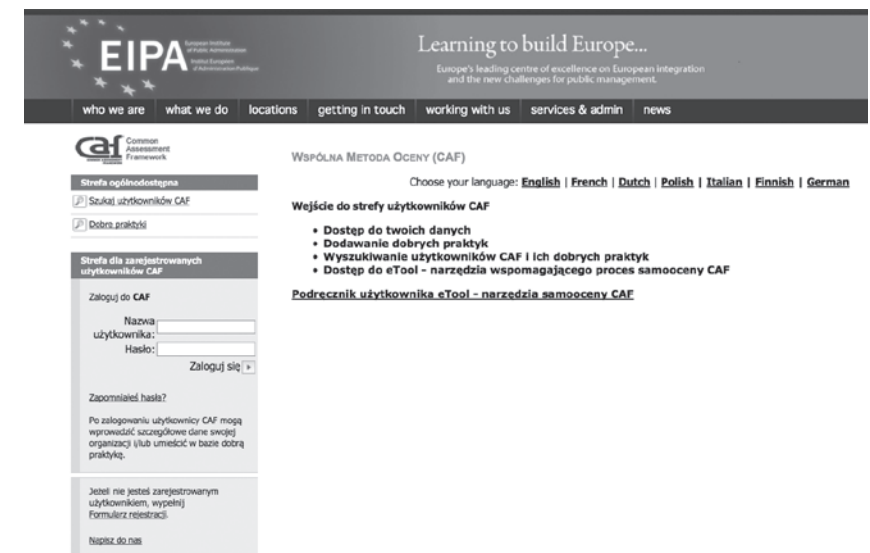 EIPA
European Institute
of Public Administration
Institut Européen
d'Administration Publique
Learning to build Europe...
Europe's leading centre of excellence on European integration
and the new challenges for public management.
who we are what we do locations getting in touch working with us services & admin news
caf Common
Assessment
Framework
Strefa ogólnodostępna
Szukaj użytkowników CAF
Dobre praktyki
Strefa dla zarejestrowanych
użytkowników CAF
Zaloguj do CAF
Nazwa
użytkownika:
Hasło:
Zaloguj się
Zapomniałeś hasła?
Po zalogowaniu użytkownicy CAF mogą
wprowadzić szczegółowe dane swojej
organizacji i/lub umieścić w bazie dobrą
praktykę.
Jeżeli nie jesteś zarejestrowanym
użytkownikiem, wypełnij
Formularz rejestracji.
Napisz do nas
WSPÓLNA METODA OCENY (CAF)
Choose your language: English | French | Dutch | Polish | Italian | Finnish | German
Wejście do strefy użytkowników CAF
• Dostęp do twoich danych
• Dodawanie dobrych praktyk
• Wyszukiwanie użytkowników CAF i ich dobrych praktyk
• Dostęp do eTool - narzędzia wspomagającego proces samooceny CAF
Podręcznik użytkownika eTool - narzędzia samooceny CAF